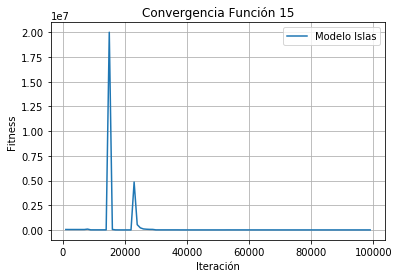 Convergencia Función 15
1e7
Modelo Islas
2.00
1.75
1.50
1.25
1.00
0.75
0.50
0.25
0.00
Fitness
0 20000 40000 60000 80000 100000
Iteración